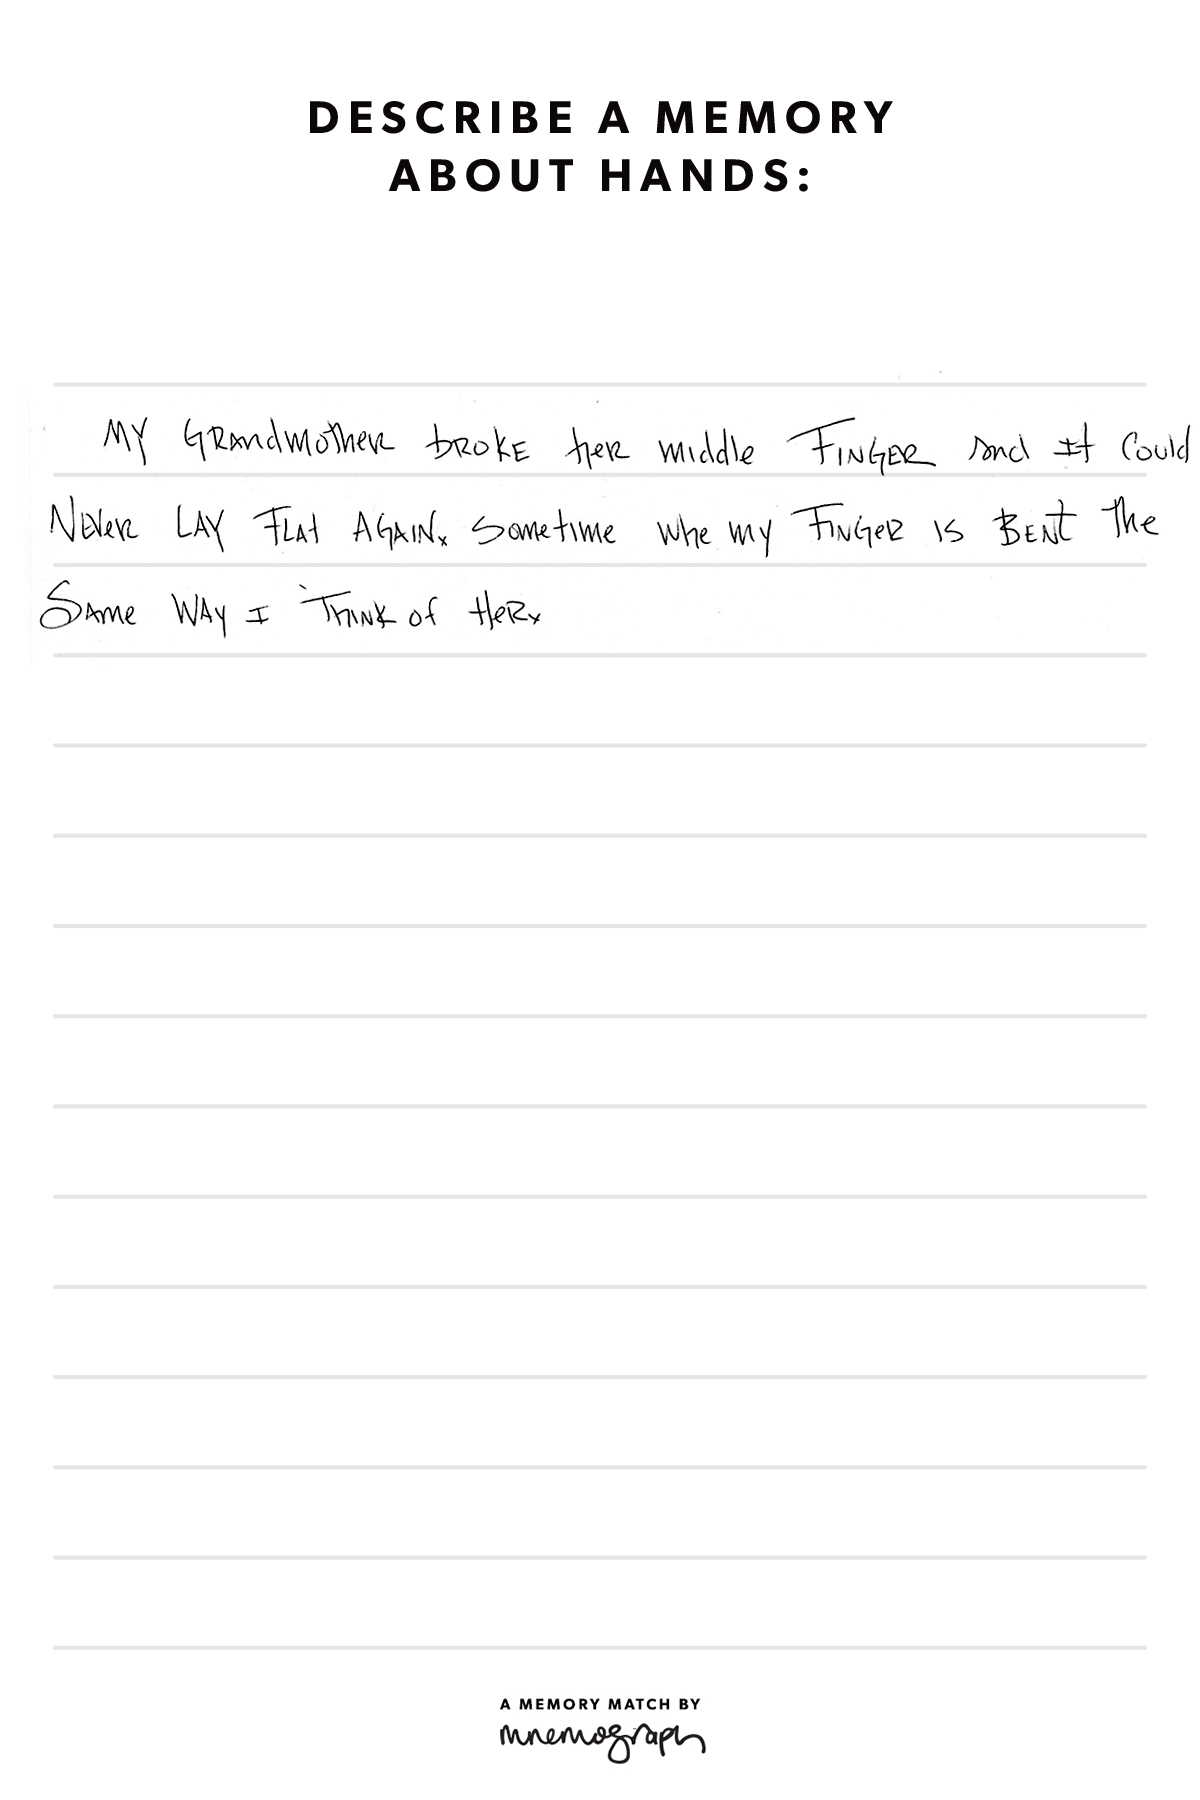 DESCRIBE A MEMORY
ABOUT HANDS:
MY GRandmother bROKE HER middle FINGER and It Could
NeveR LAY FLat AGAIN. Sometime whe my FINGeR IS BENt The
SAme WAY I THINK of HeR.
A MEMORY MATCH BY
mnemograph